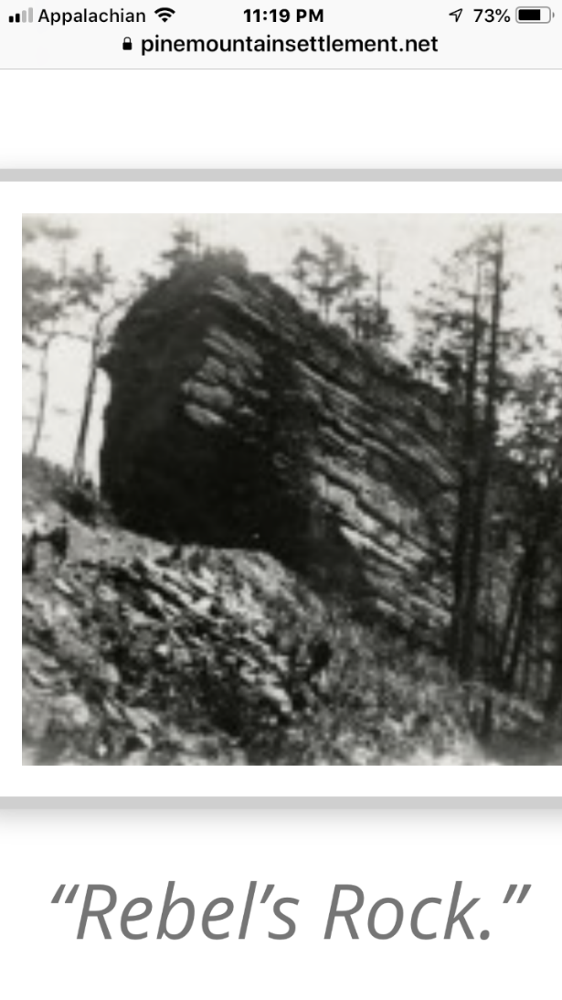 Appalachian 11:19 PM 73%
pinemountainsettlement.net
“Rebel’s Rock.”